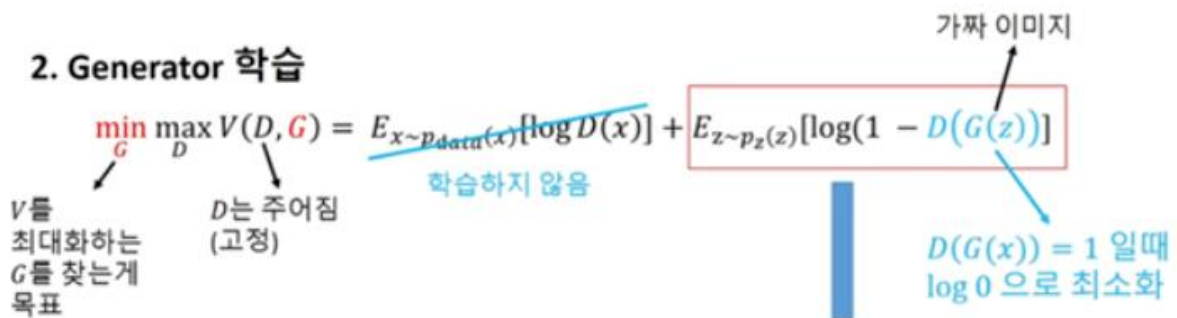 가짜 이미지
2. Generator 학습
min max V(D, G) = E_{x~p_{data}(x)}[log D(x)] + E_{z~p_z(z)}[log(1 − D(G(z))]
G D
학습하지 않음
V를
최대화하는
G를 찾는게
목표
D는 주어짐
(고정)
D(G(x)) = 1 일때
log 0 으로 최소화